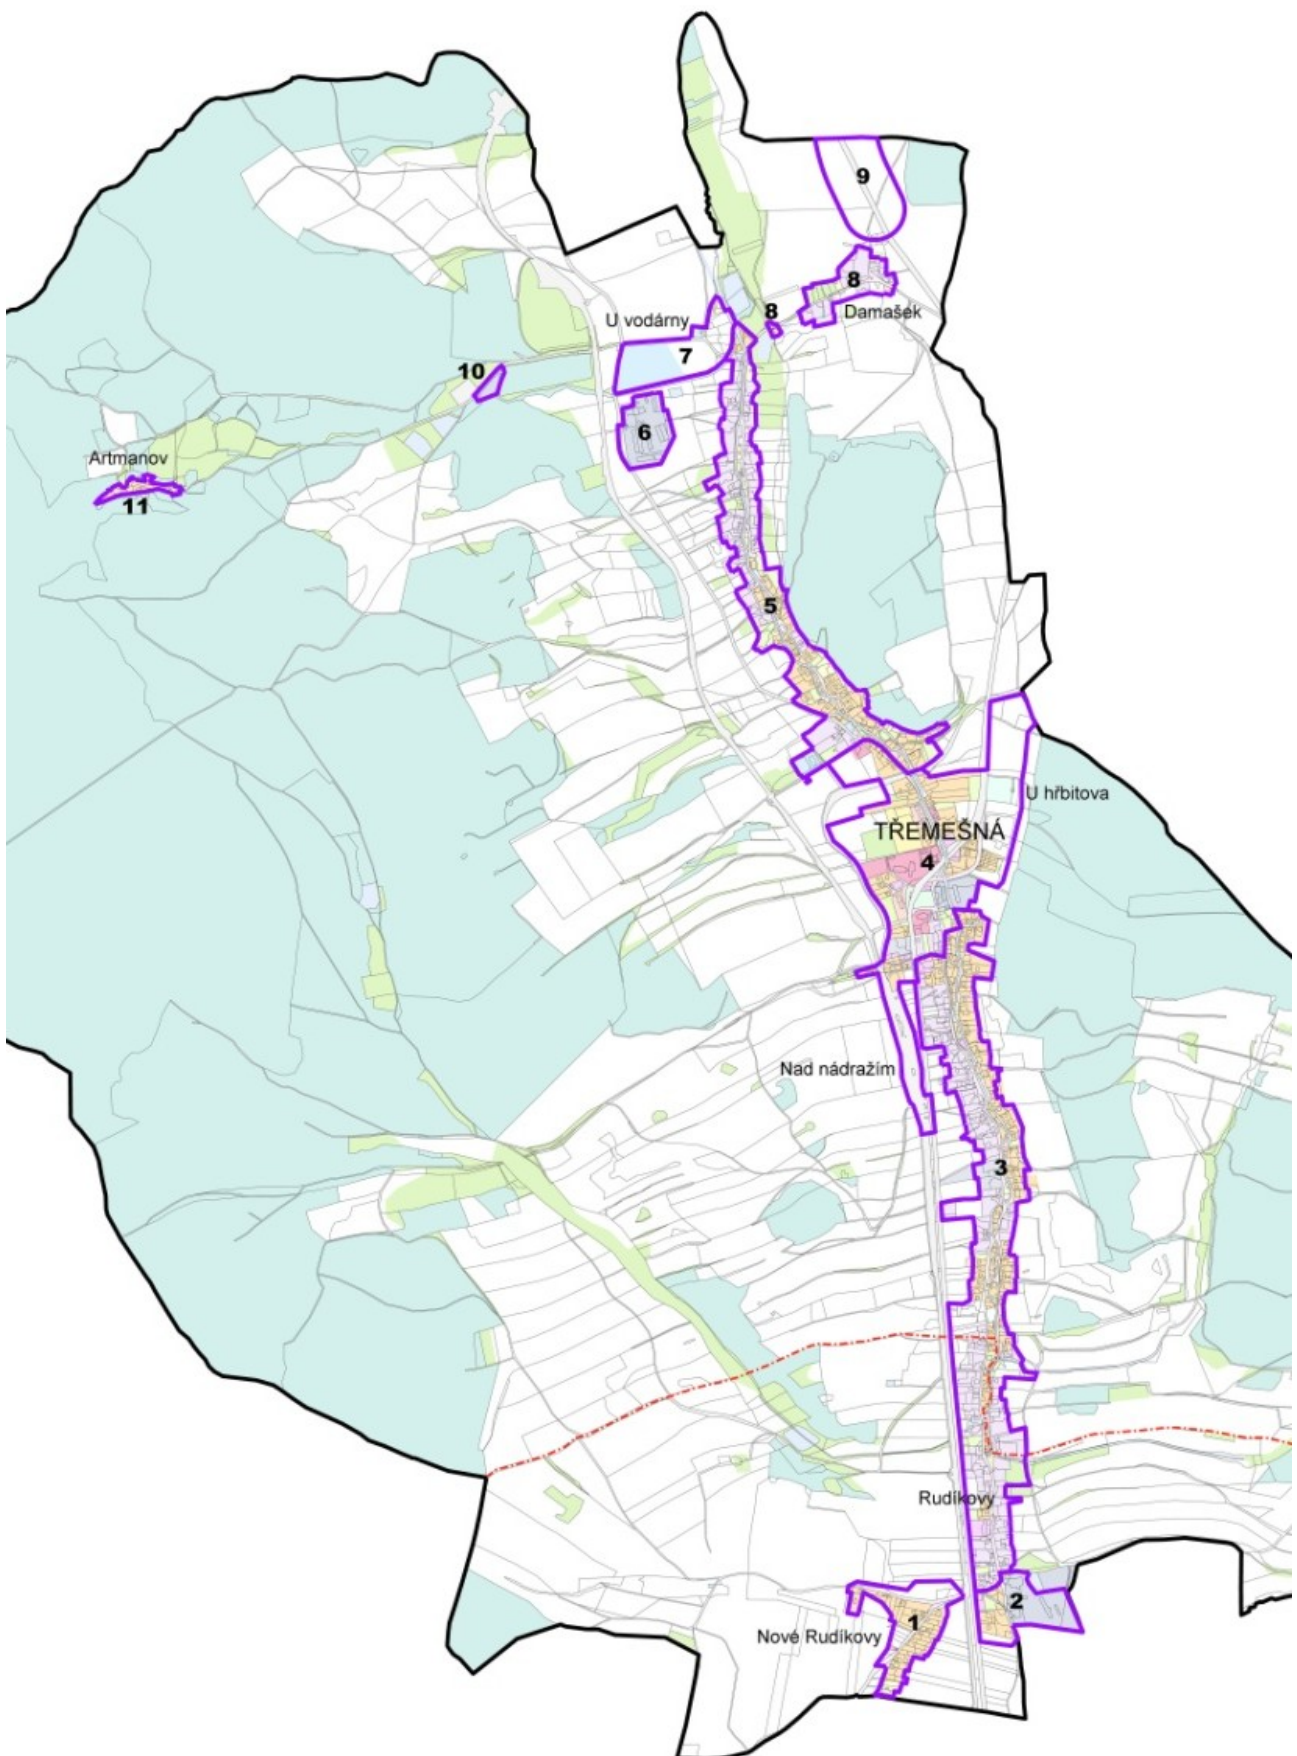 9
8
Damašek
8
U vodárny
7
10
6
Artmanov
11
5
U hřbitova
TŘEMEŠNÁ
4
Nad nádražím
3
Rudíkovy
2
1
Nové Rudíkovy